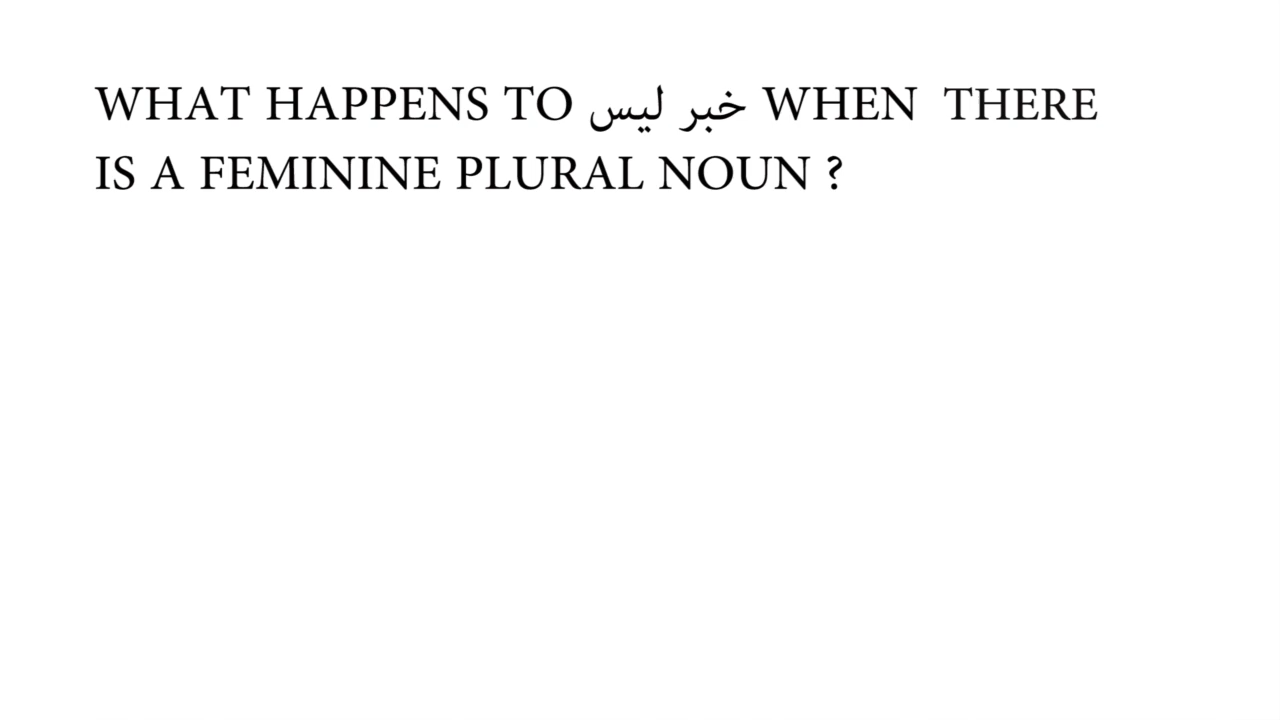 WHAT HAPPENS TO خبر ليس WHEN THERE
IS A FEMININE PLURAL NOUN ?